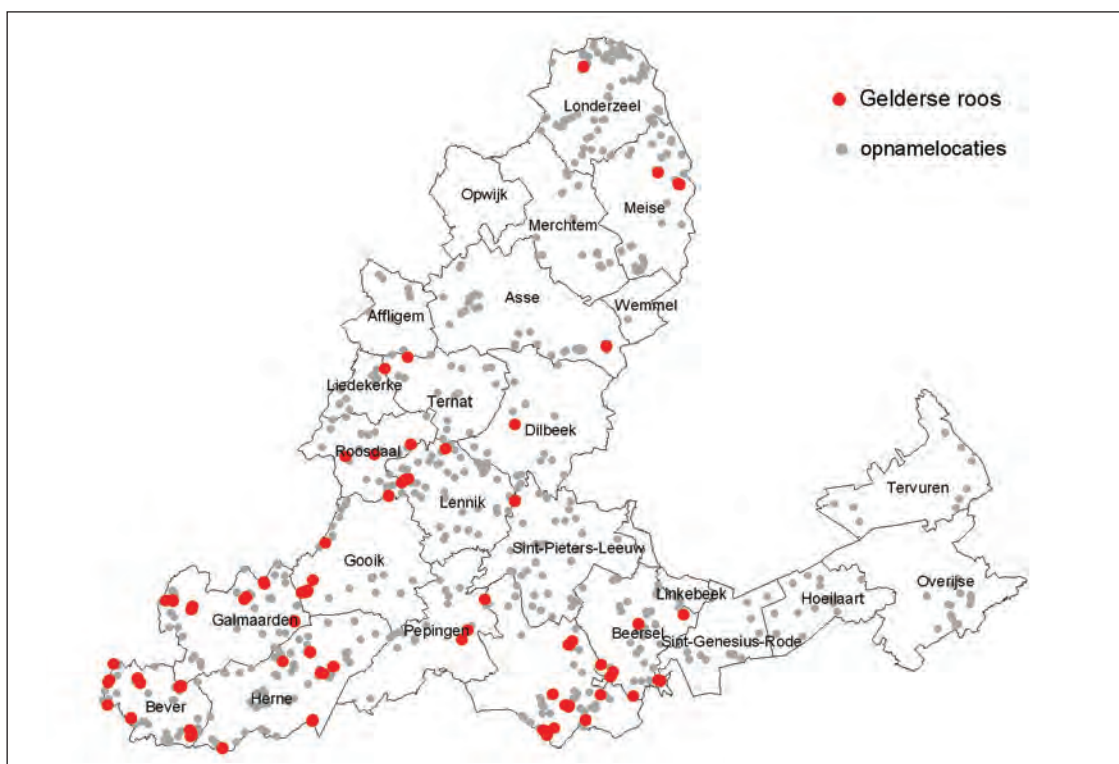 Londerzeel
Gelderse roos
opnamelocaties
Opwijk
Meise
Merchtem
Asse
Wemmel
Affligem
Liedekerke
Ternat
Dilbeek
Roosdaal
Lennik
Tervuren
Sint-Pieters-Leeuw
Gooik
Overijse
Linkebeek
Hoeilaart
Galmaarden
Pepingen
Beersel
Sint-Genesius-Rode
Herne
Bever